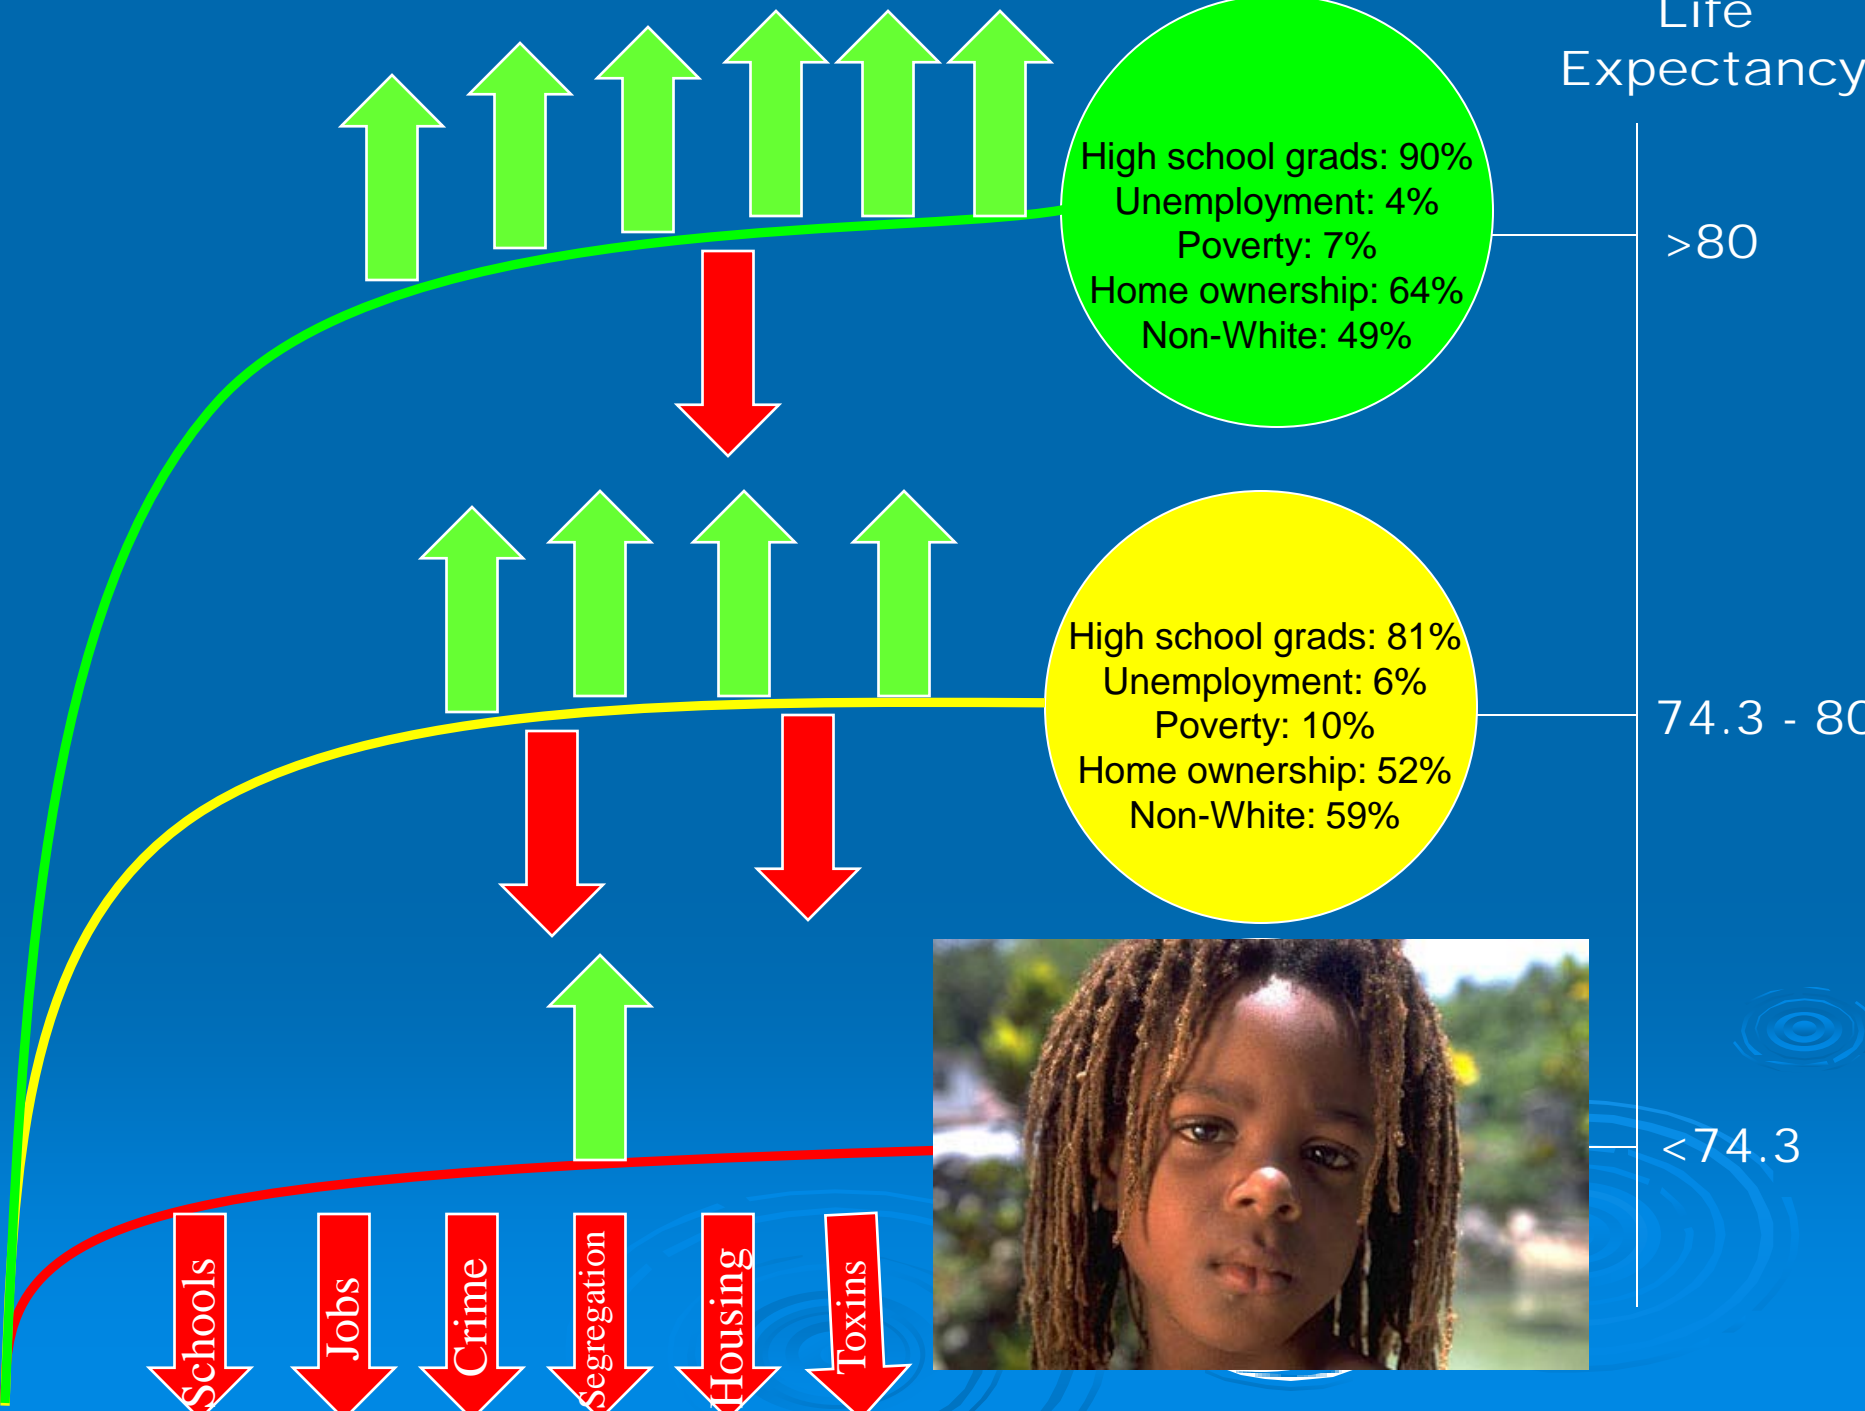 Life
Expectancy
High school grads: 90%
Unemployment: 4%
Poverty: 7%
Home ownership: 64%
Non-White: 49%
>80
High school grads: 81%
Unemployment: 6%
Poverty: 10%
Home ownership: 52%
Non-White: 59%
74.3 - 80
<74.3
Schools
Jobs
Crime
Segregation
Housing
Toxins